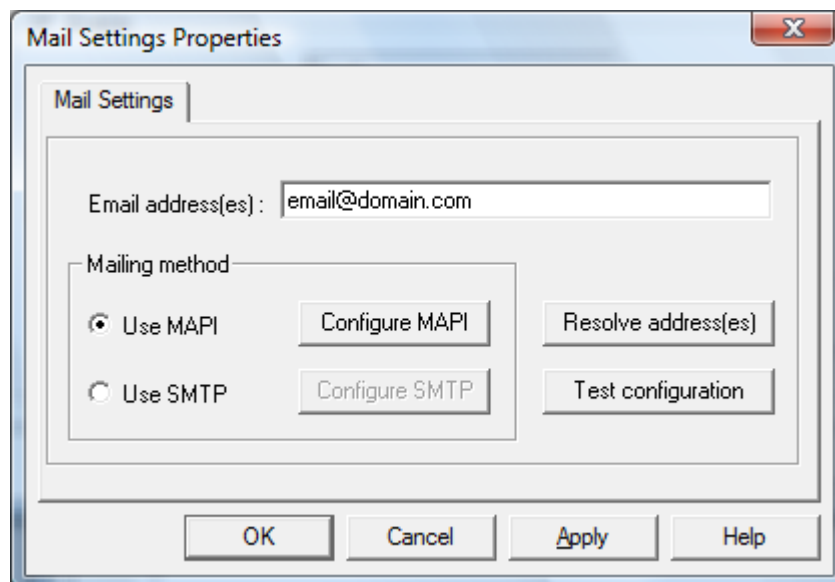 Mail Settings Properties
Mail Settings
Email address(es) : email@domain.com
Mailing method
Use MAPI Configure MAPI Resolve address(es)
Use SMTP Configure SMTP Test configuration
OK Cancel Apply Help